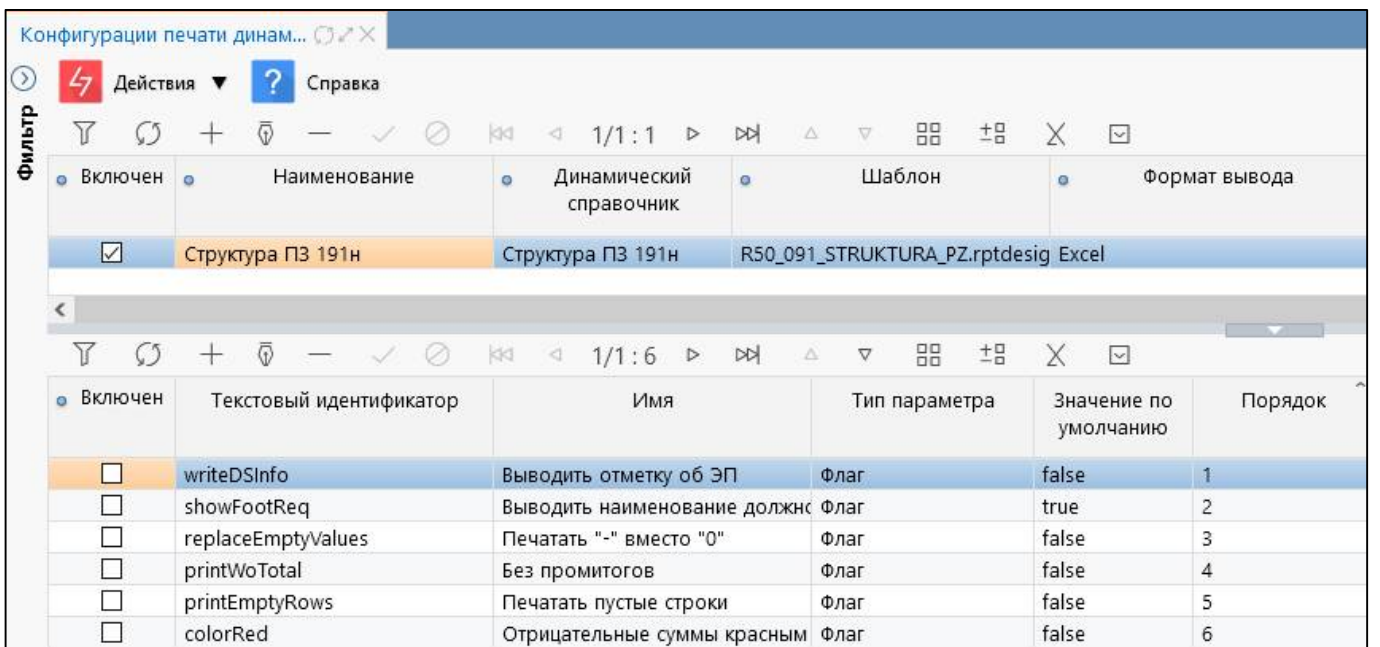 Конфигурации печати динам...
Действия ▼ ? Справка
Фильтр
1/1 : 1
Включен Наименование Динамический справочник Шаблон Формат вывода
Структура ПЗ 191н Структура ПЗ 191н R50_091_STRUKTURA_PZ.rptdesig Excel
1/1 : 6
Включен Текстовый идентификатор Имя Тип параметра Значение по умолчанию Порядок
writeDSInfo Выводить отметку об ЭП Флаг false 1
showFootReq Выводить наименование должно Флаг true 2
replaceEmptyValues Печатать "-" вместо "0" Флаг false 3
printWoTotal Без промитогов Флаг false 4
printEmptyRows Печатать пустые строки Флаг false 5
colorRed Отрицательные суммы красным Флаг false 6